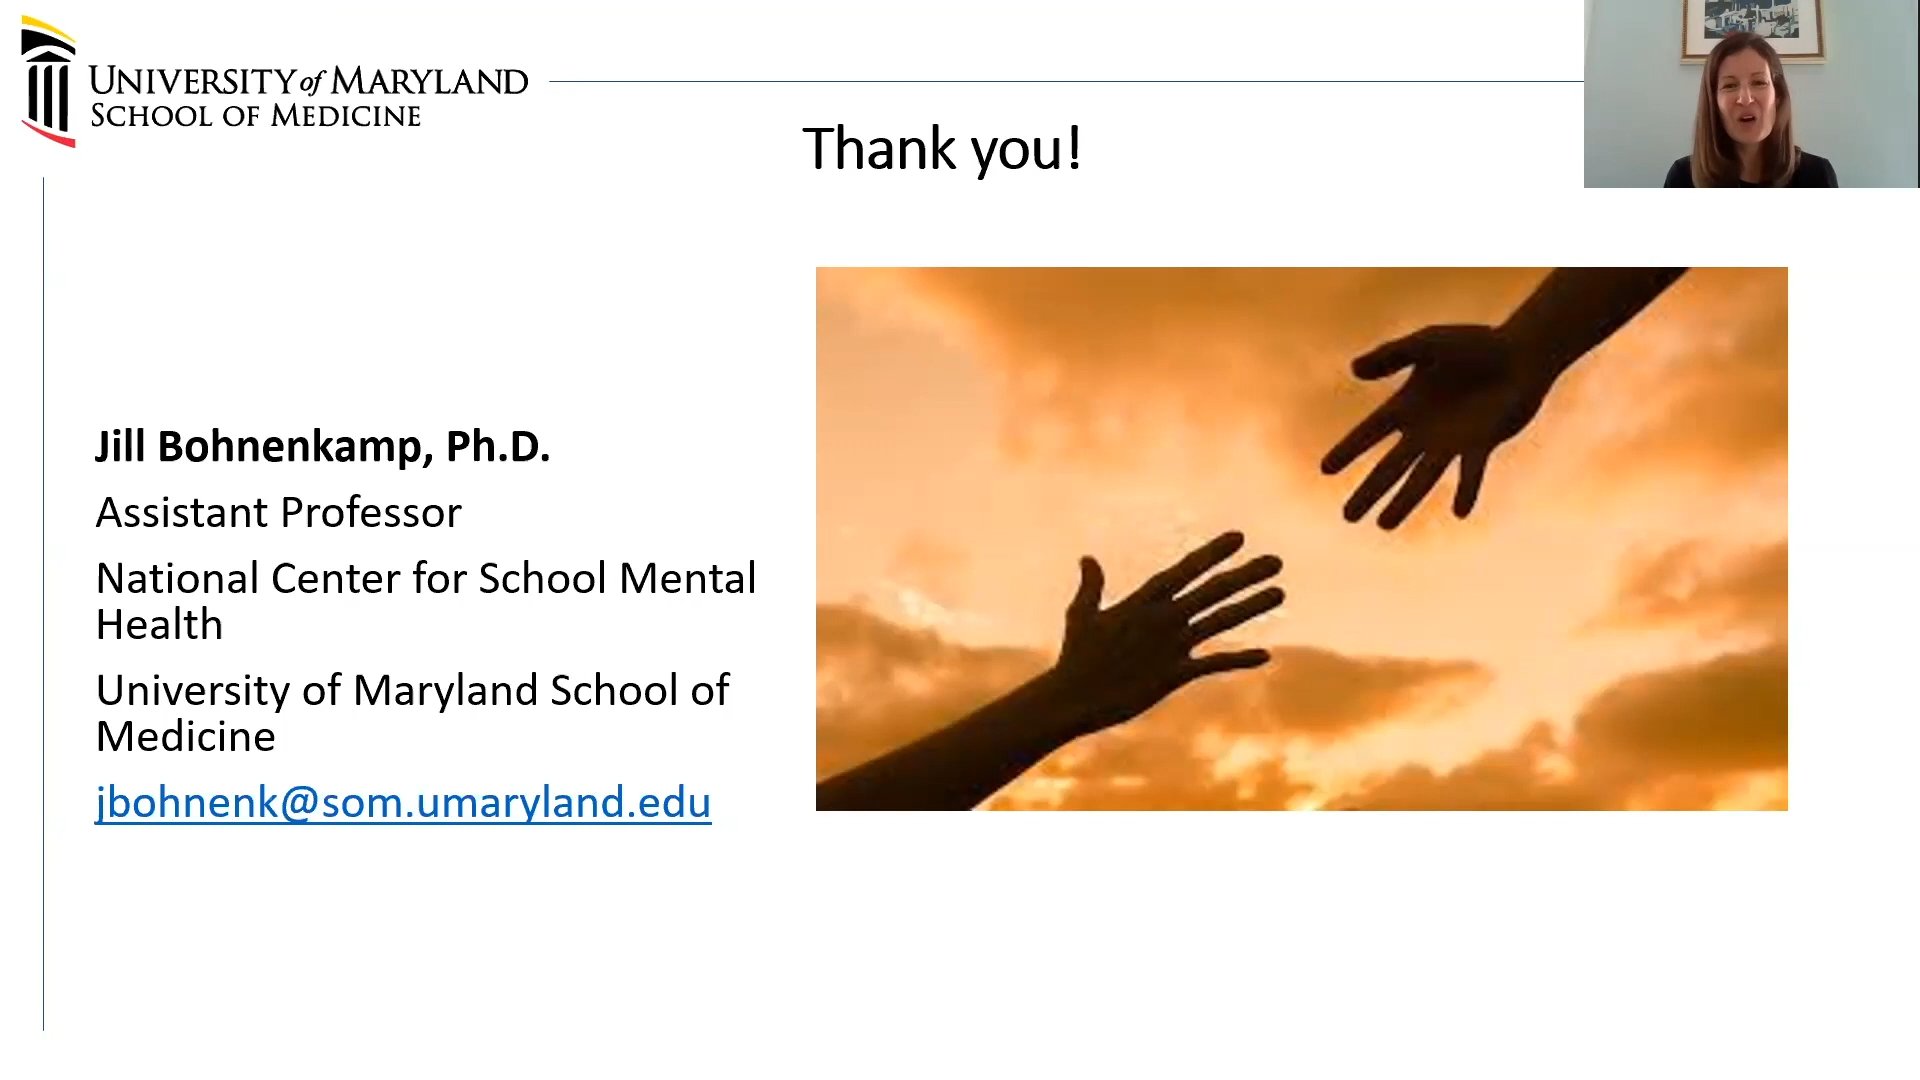 UNIVERSITY of MARYLAND
SCHOOL OF MEDICINE
Thank you!
Jill Bohnenkamp, Ph.D.
Assistant Professor
National Center for School Mental
Health
University of Maryland School of
Medicine
jbohnenk@som.umaryland.edu